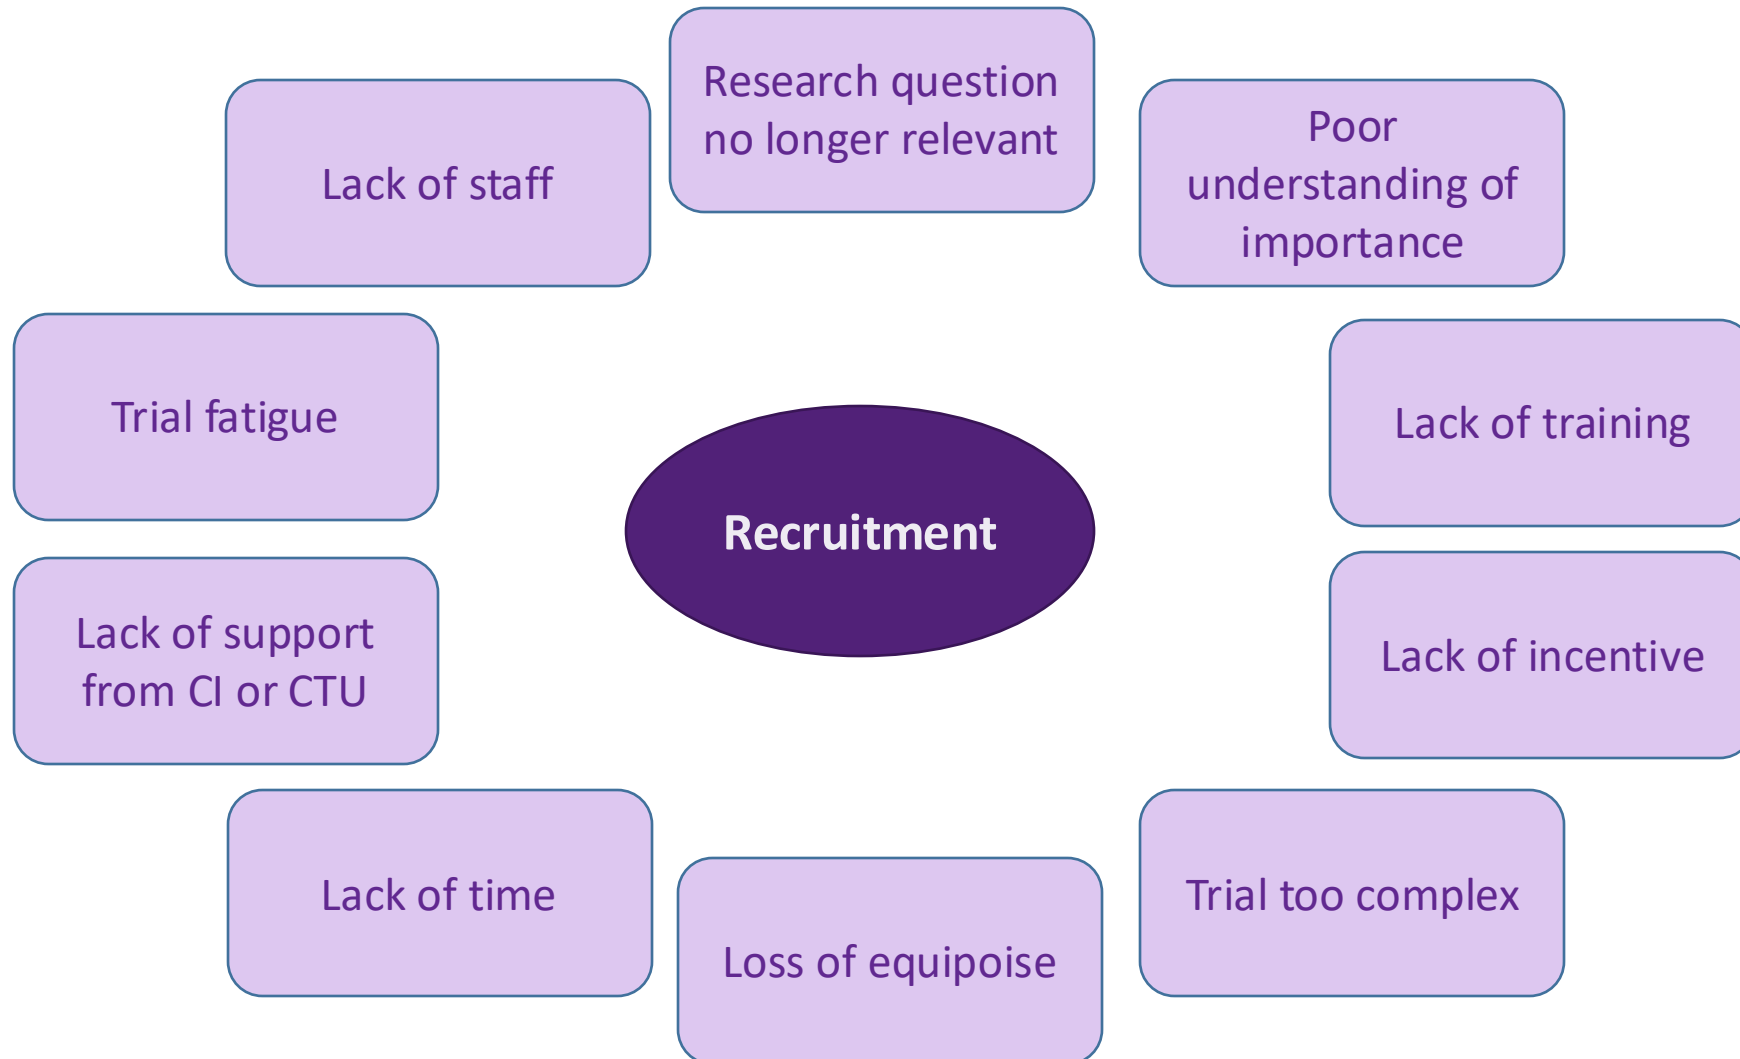 Research question
no longer relevant
Lack of staff
Poor
understanding of
importance
Trial fatigue
Lack of training
Recruitment
Lack of support
from CI or CTU
Lack of incentive
Lack of time
Trial too complex
Loss of equipoise